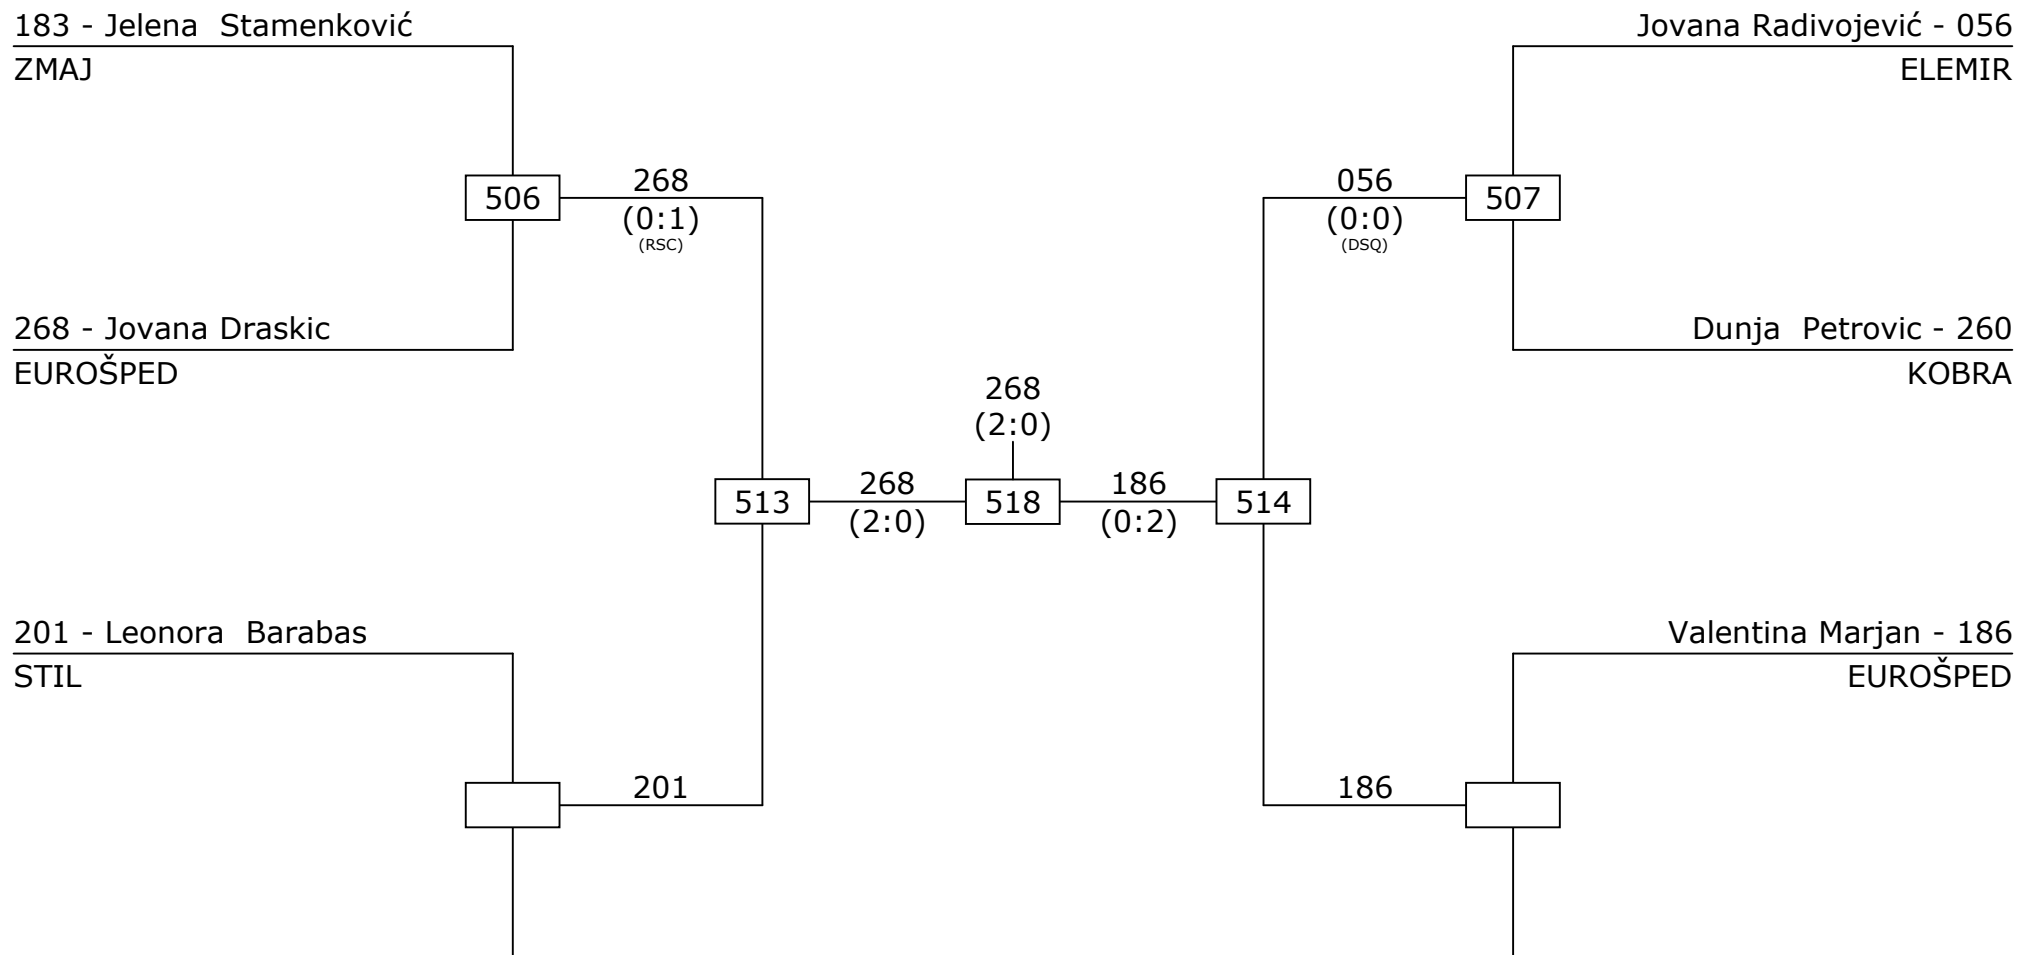 183 - Jelena  Stamenković
ZMAJ
Jovana Radivojević - 056
ELEMIR
506
268
(0:1)
(RSC)
056
(0:0)
(DSQ)
507
268 - Jovana Draskic
EUROŠPED
Dunja  Petrovic - 260
KOBRA
268
(2:0)
513
268
(2:0)
518
186
(0:2)
514
201 - Leonora  Barabas
STIL
Valentina Marjan - 186
EUROŠPED
201
186